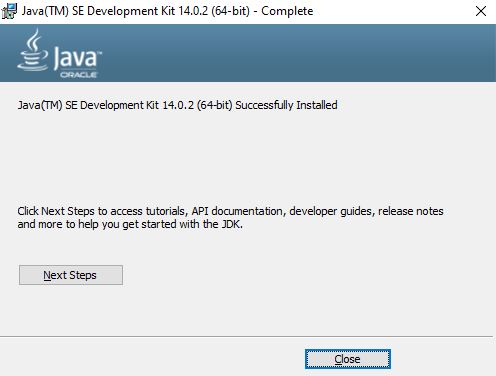 Java(TM) SE Development Kit 14.0.2 (64-bit) - Complete
Java™
ORACLE
Java(TM) SE Development Kit 14.0.2 (64-bit) Successfully Installed
Click Next Steps to access tutorials, API documentation, developer guides, release notes
and more to help you get started with the JDK.
Next Steps
Close